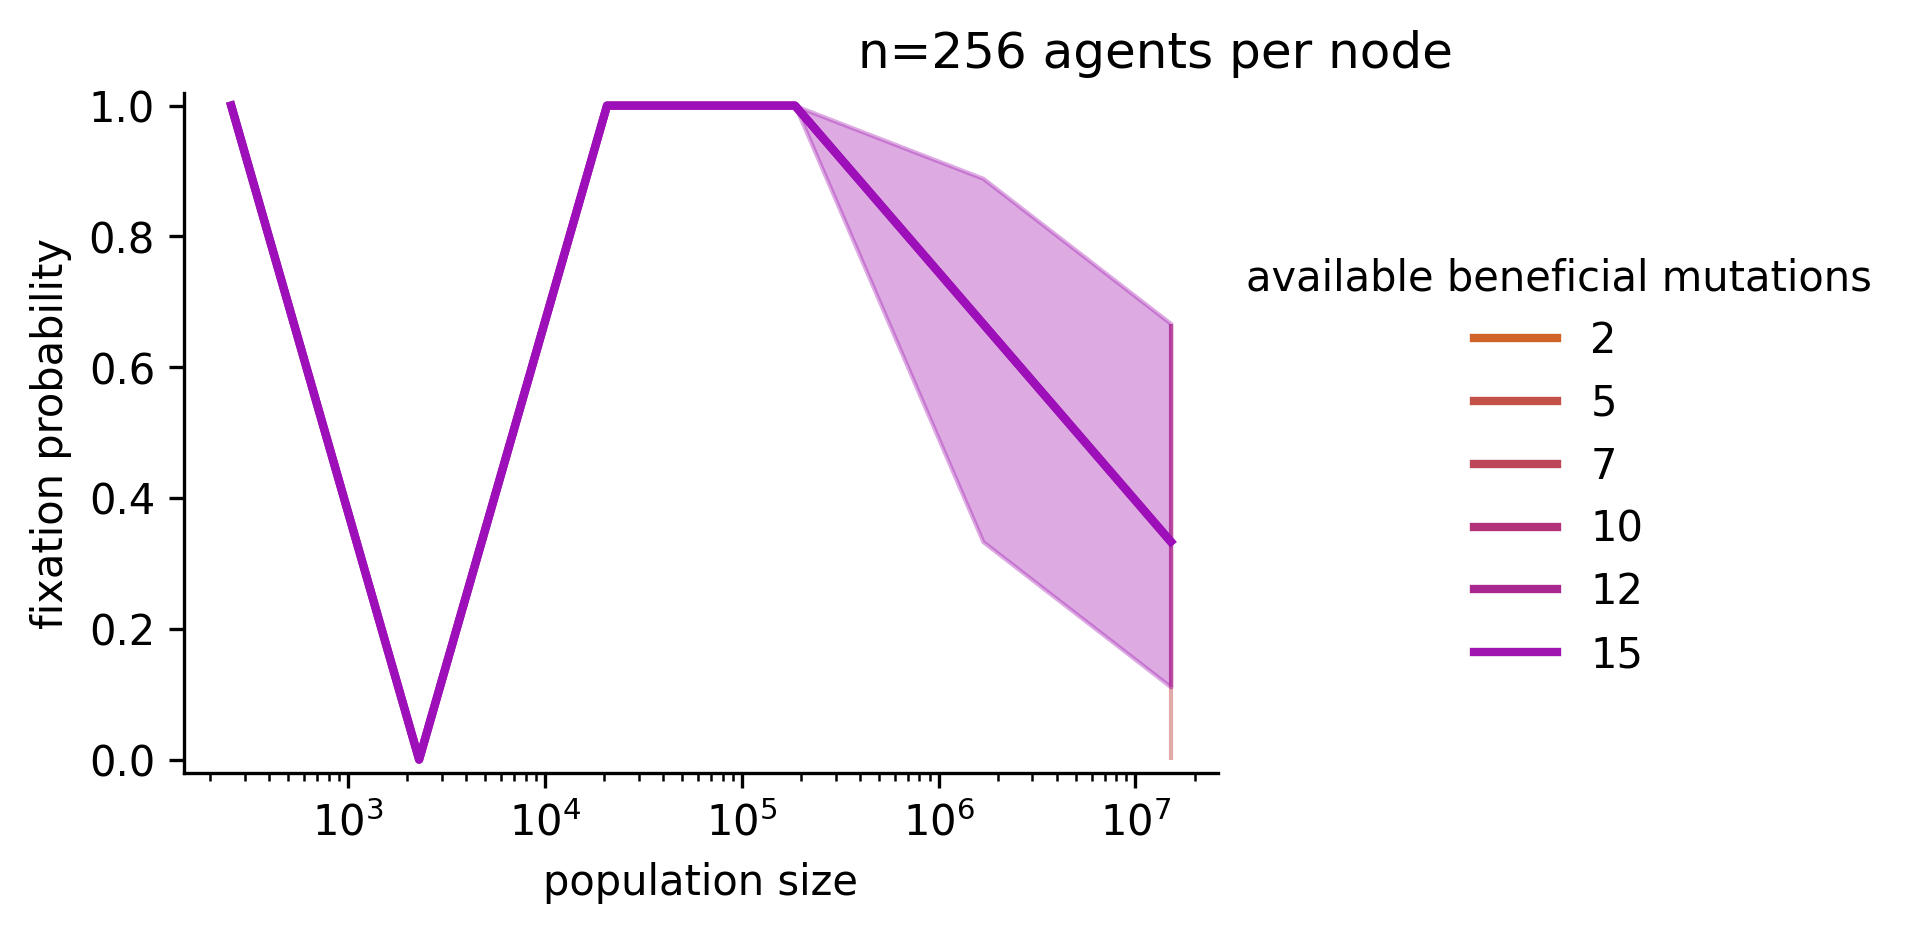 n=256 agents per node
fixation probability
1.0
0.8
0.6
0.4
0.2
0.0
10³ 10⁴ 10⁵ 10⁶ 10⁷
population size
available beneficial mutations
2
5
7
10
12
15